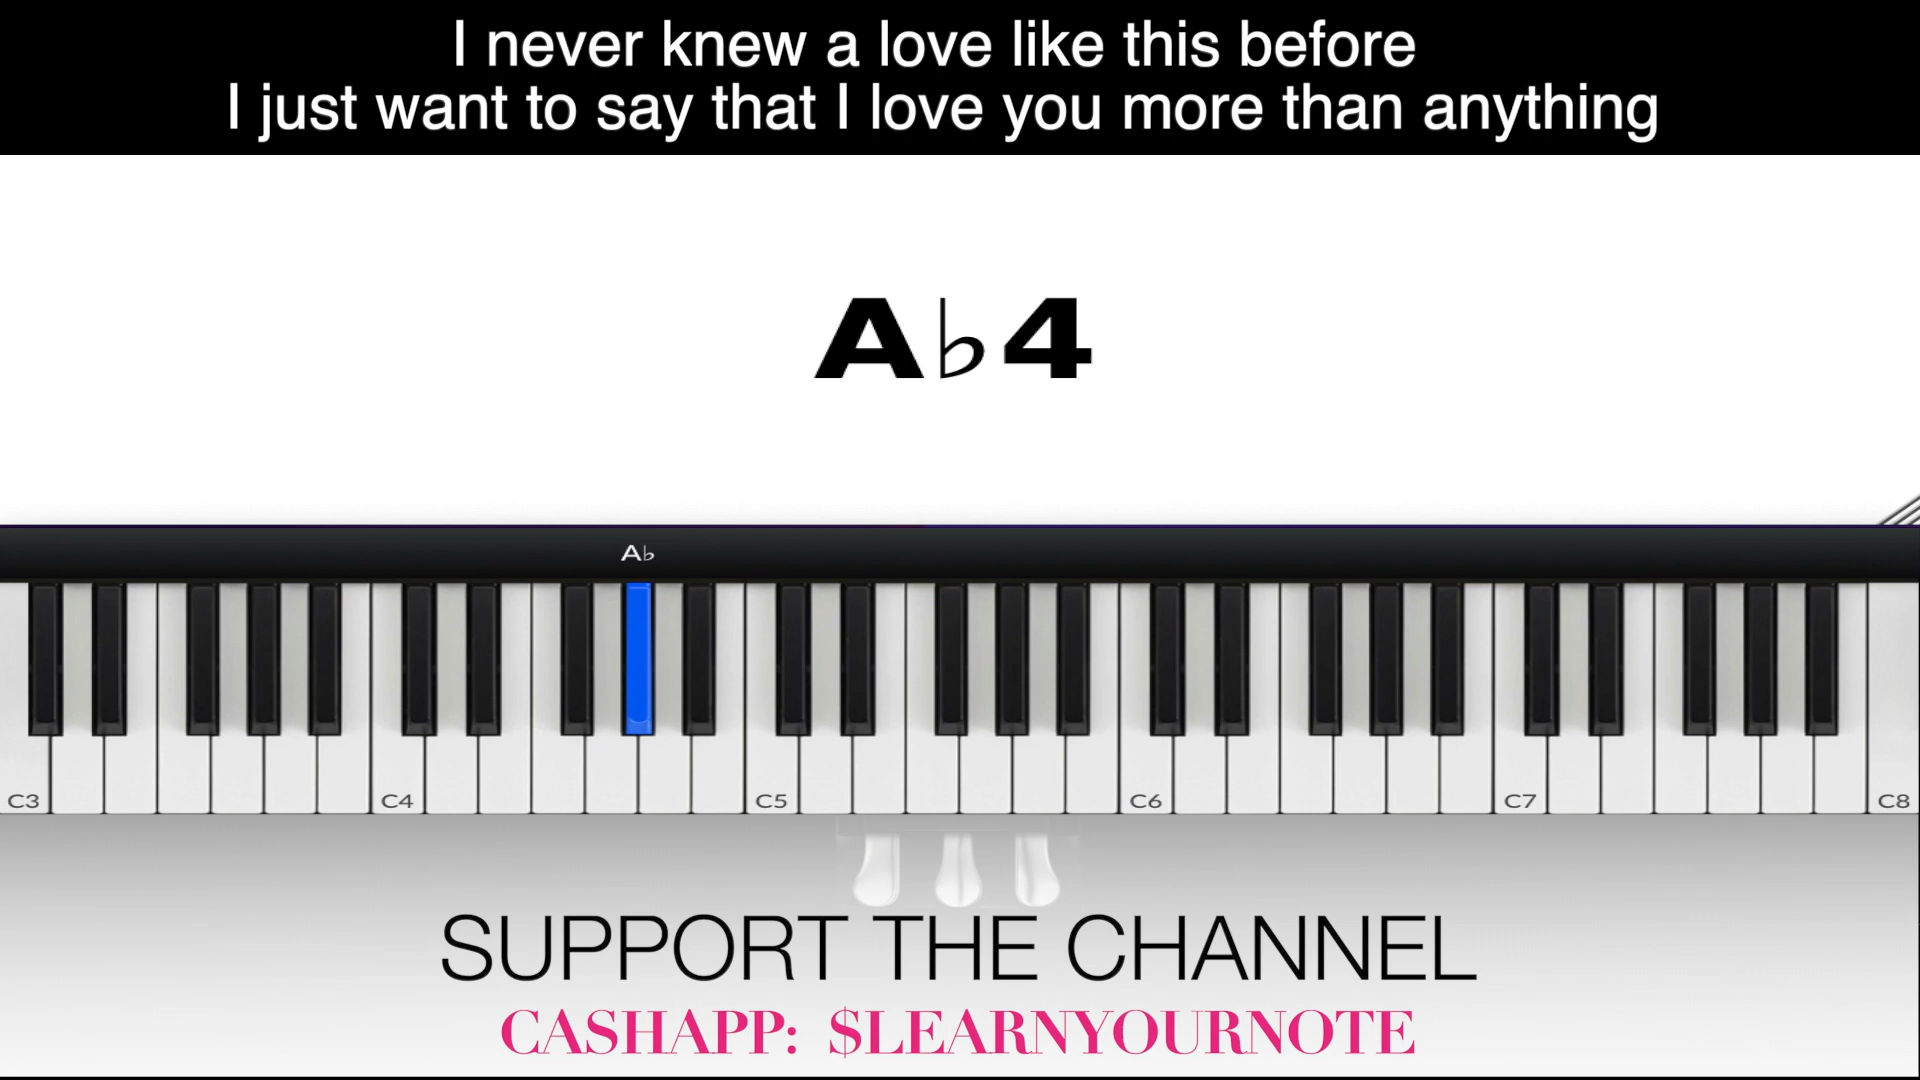 I never knew a love like this before
I just want to say that I love you more than anything
A♭4
A♭
C3 C4 C5 C6 C7 C8
SUPPORT THE CHANNEL
CASHAPP: $LEARNYOURNOTE